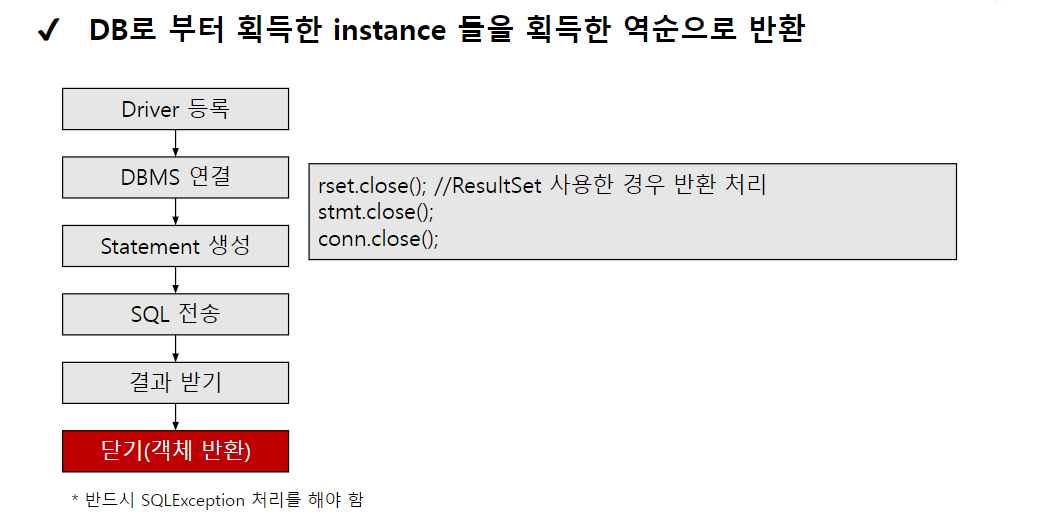 ✔ DB로 부터 획득한 instance 들을 획득한 역순으로 반환
Driver 등록
DBMS 연결
Statement 생성
SQL 전송
결과 받기
닫기(객체 반환)
rset.close(); //ResultSet 사용한 경우 반환 처리
stmt.close();
conn.close();
* 반드시 SQLException 처리를 해야 함